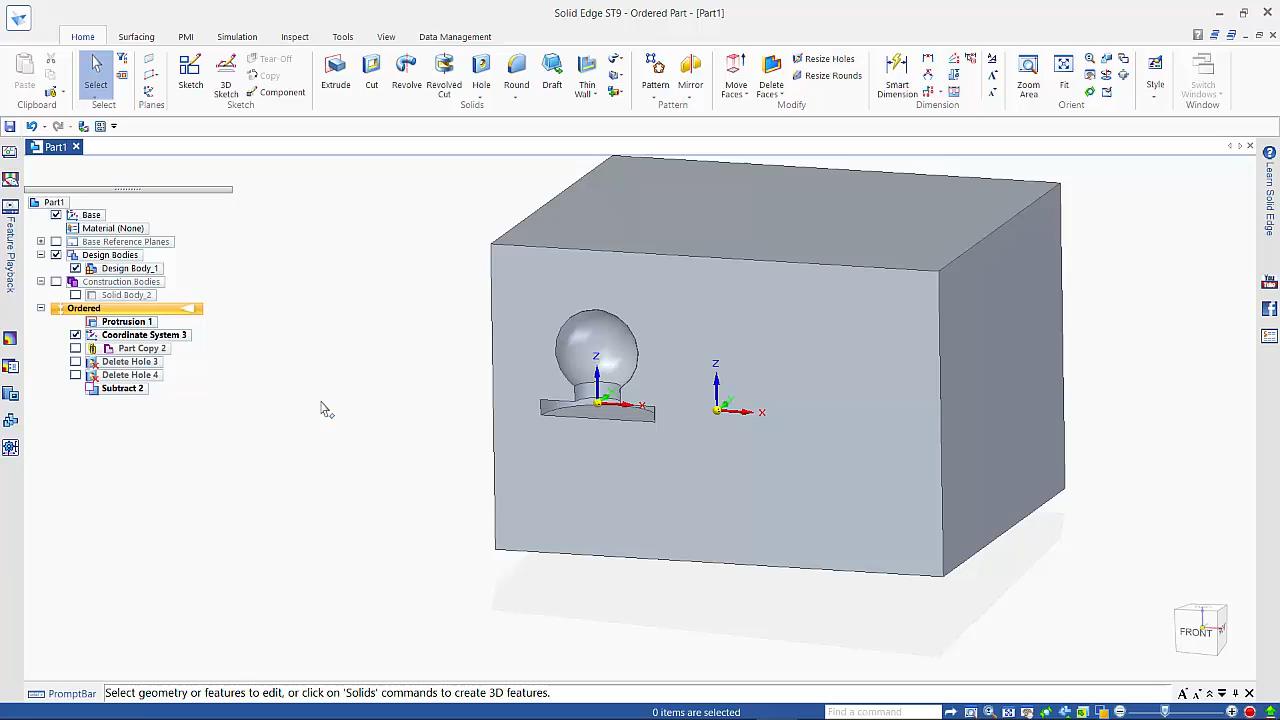 Solid Edge ST9 - Ordered Part - [Part1]
Home Surfacing PMI Simulation Inspect Tools View Data Management
Paste Select Sketch 3D Sketch Tear-Off Copy Component Extrude Cut Revolve Revolved Cut Hole Round Draft Thin Wall Pattern Mirror Move Faces Delete Faces Resize Holes Resize Rounds Smart Dimension Zoom Area Fit Style Switch Windows
Clipboard Select Planes Sketch Solids Pattern Modify Dimension Orient Style Window
Part1
Learn Solid Edge
Feature Playback
Part1
Base
Material (None)
Base Reference Planes
Design Bodies
Design Body_1
Construction Bodies
Solid Body_2
Ordered
Protrusion 1
Coordinate System 3
Part Copy 2
Delete Hole 3
Delete Hole 4
Subtract 2
Z
X
Z
X
FRONT
You Tube
PromptBar Select geometry or features to edit, or click on 'Solids' commands to create 3D features.
0 items are selected Find a command